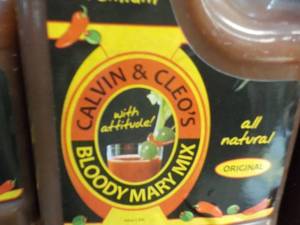 CALVIN & CLEO'S
with
attitude!
BLOODY MARY MIX
all
natural
ORIGINAL